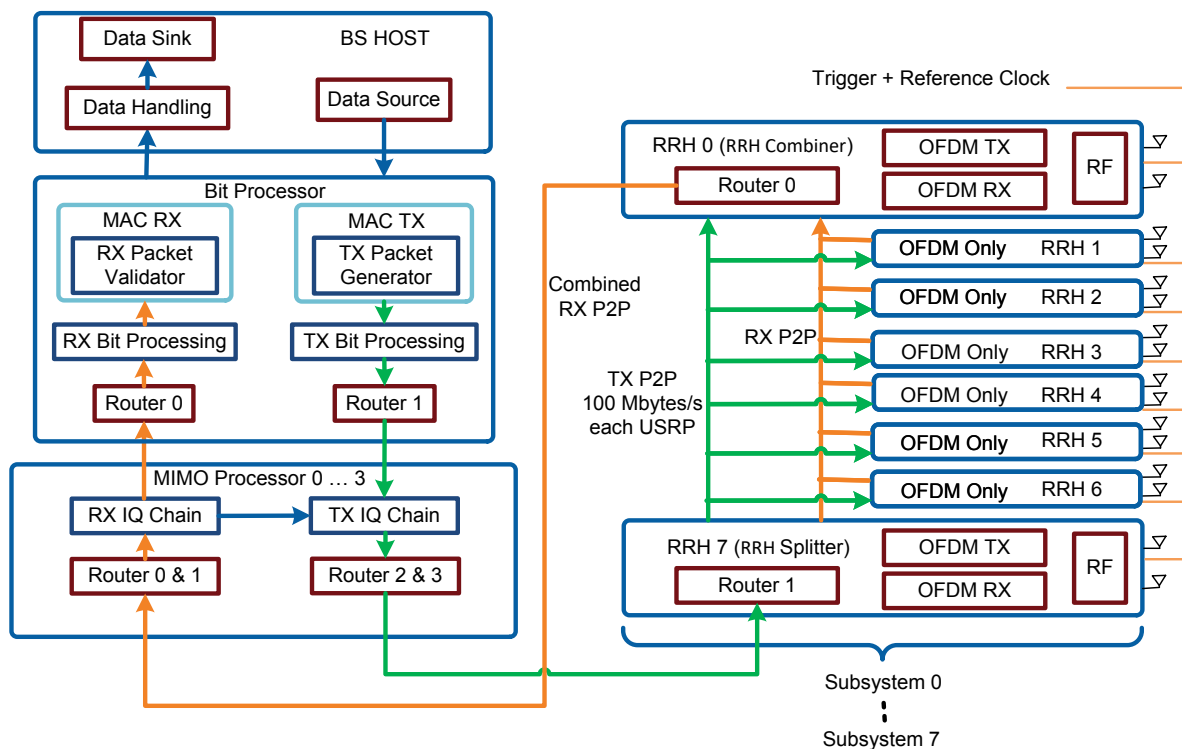 Data Sink
BS HOST
Data Handling
Data Source
Bit Processor
MAC RX
MAC TX
RX Packet
Validator
TX Packet
Generator
RX Bit Processing
TX Bit Processing
Router 0
Router 1
MIMO Processor 0 … 3
RX IQ Chain
TX IQ Chain
Router 0 & 1
Router 2 & 3
Combined
RX P2P
Trigger + Reference Clock
RRH 0 (RRH Combiner)
Router 0
OFDM TX
OFDM RX
RF
OFDM Only RRH 1
OFDM Only RRH 2
OFDM Only RRH 3
OFDM Only RRH 4
OFDM Only RRH 5
OFDM Only RRH 6
RX P2P
TX P2P
100 Mbytes/s
each USRP
RRH 7 (RRH Splitter)
Router 1
OFDM TX
OFDM RX
RF
Subsystem 0
Subsystem 7